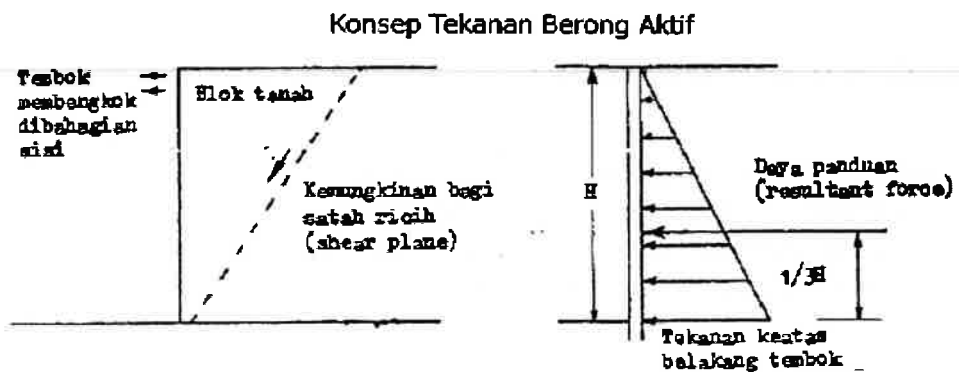 Konsep Tekanan Berong Aktif
Tembok
membengkok
dibahagian
sisi
Blok tanah
Kemungkinan bagi
satah ricih
(shear plane)
H
Daya panduan
(resultant force)
1/3H
Tekanan keatas
belakang tembok